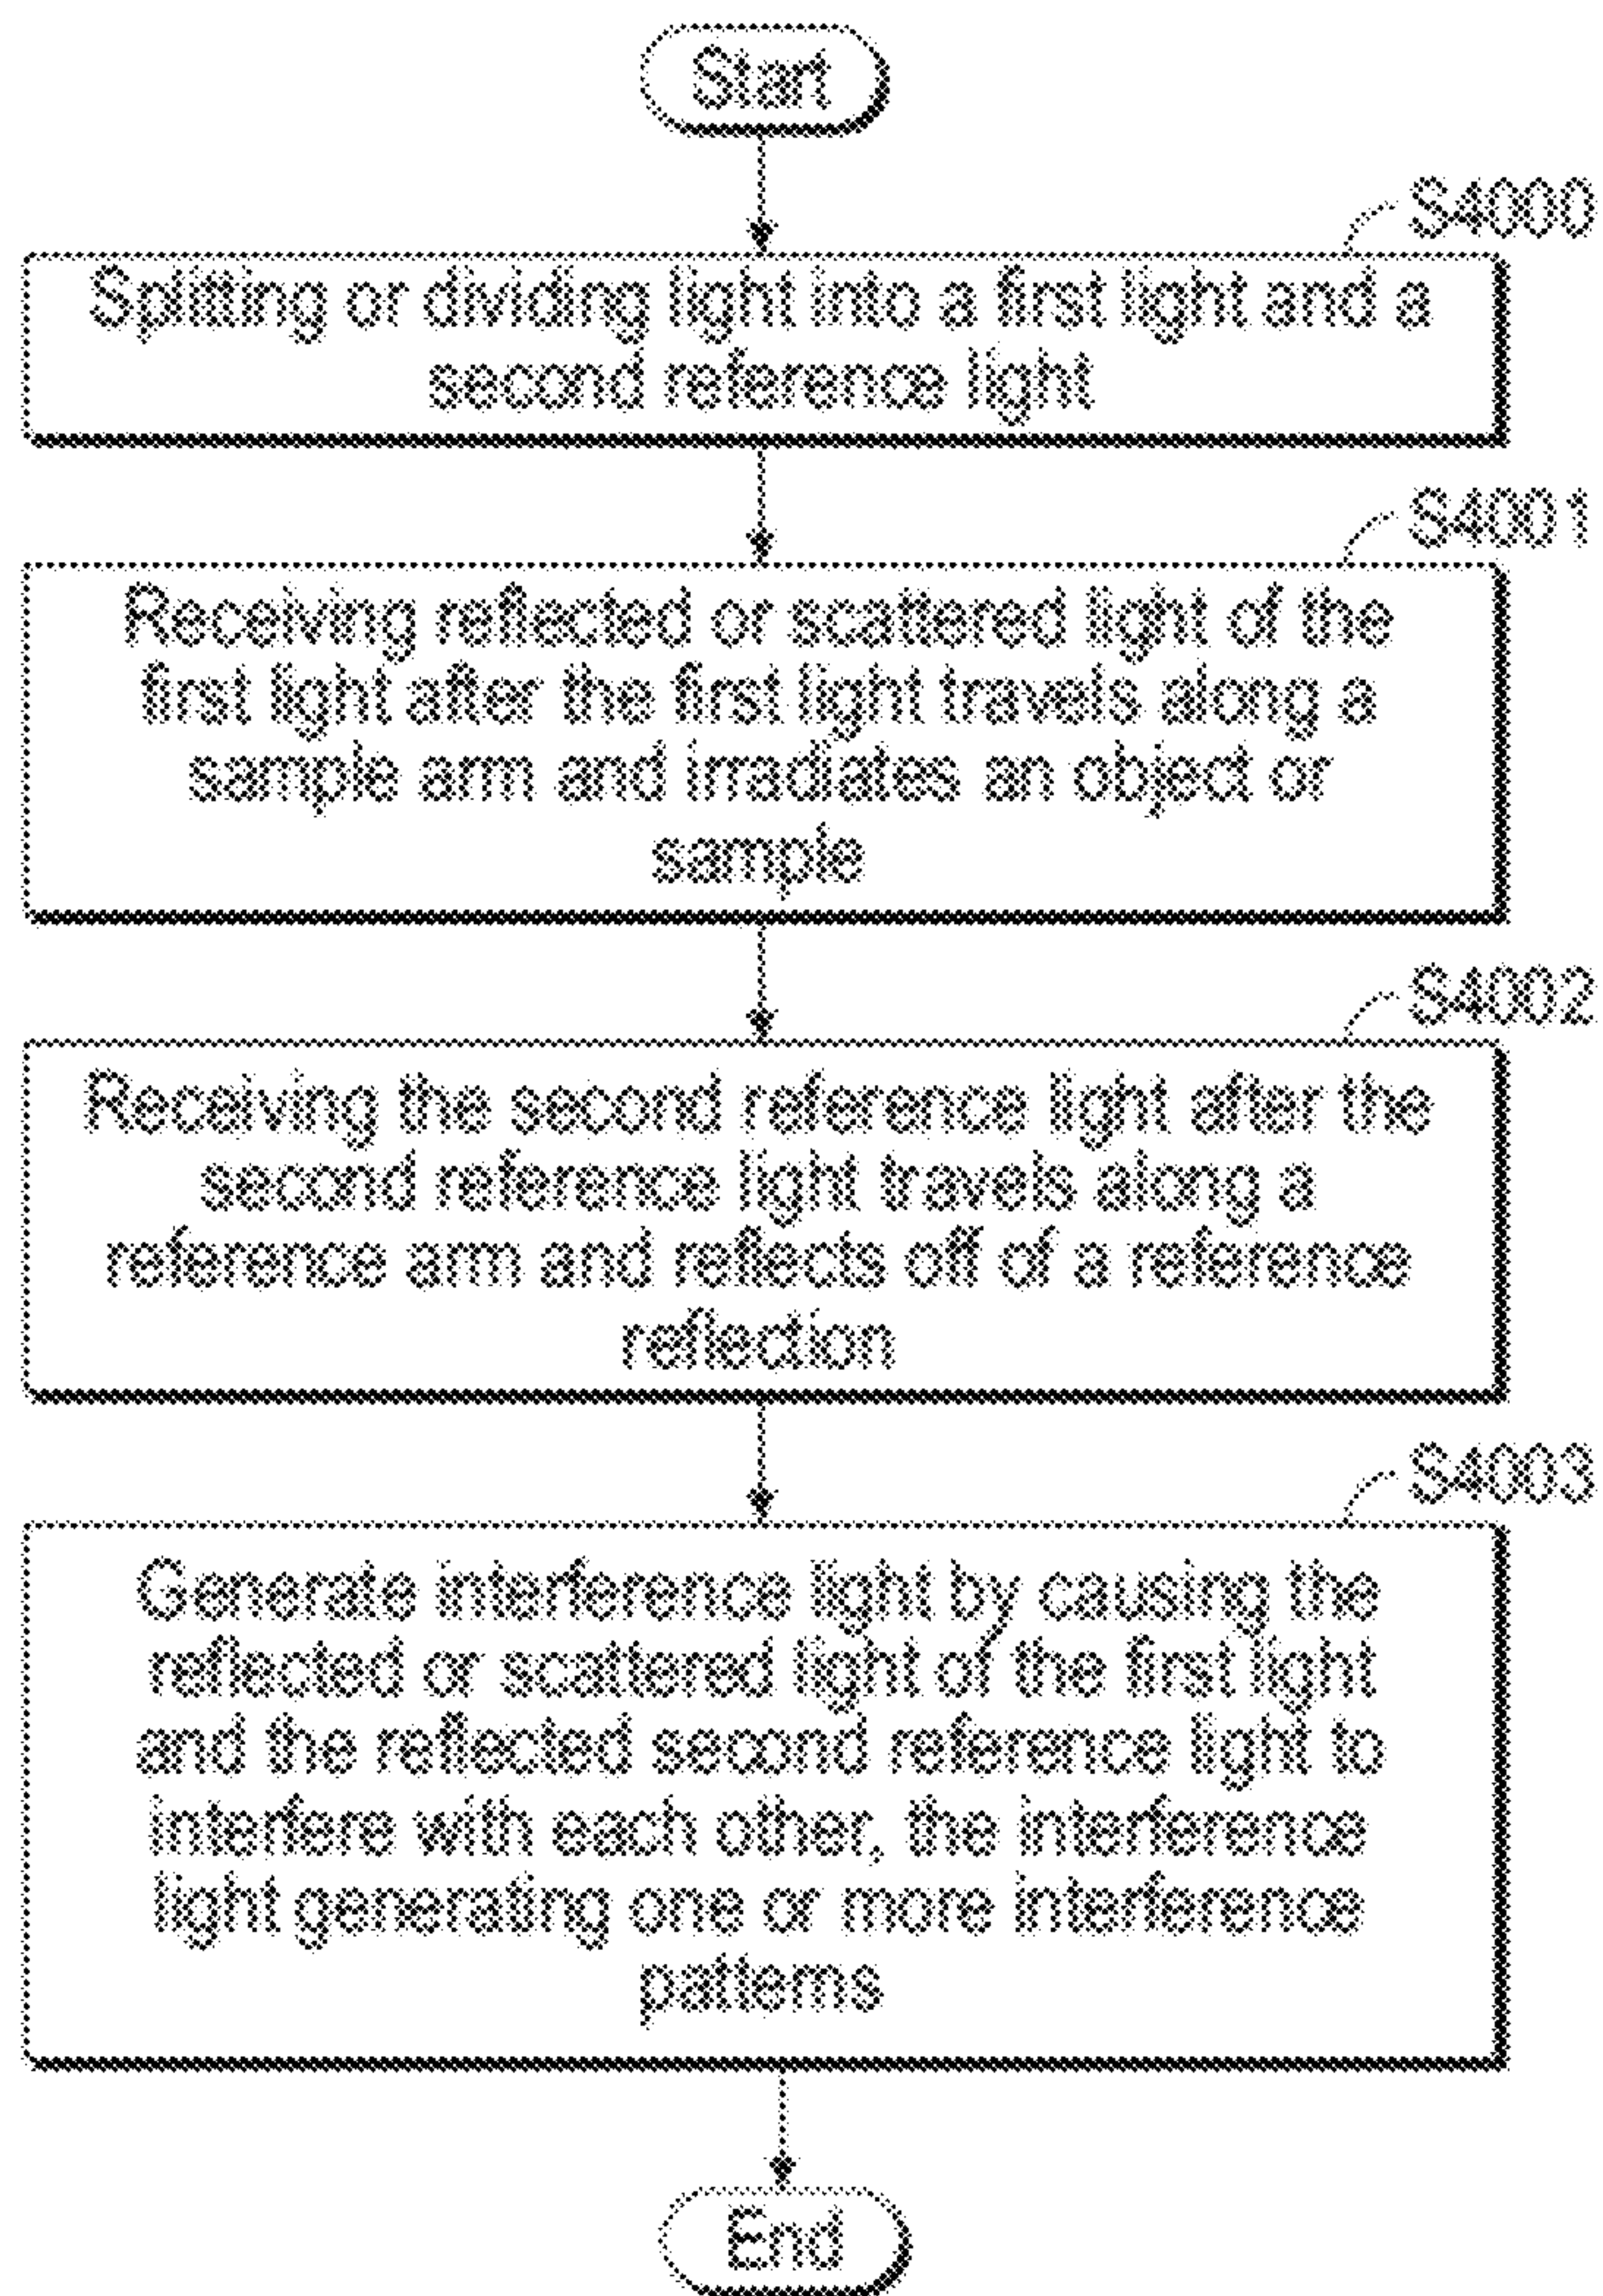 Start
S4000
Splitting or dividing light into a first light and a
second reference light
S4001
Receiving reflected or scattered light of the
first light after the first light travels along a
sample arm and irradiates an object or
sample
S4002
Receiving the second reference light after the
second reference light travels along a
reference arm and reflects off of a reference
reflection
S4003
Generate interference light by causing the
reflected or scattered light of the first light
and the reflected second reference light to
interfere with each other, the interference
light generating one or more interference
patterns
End